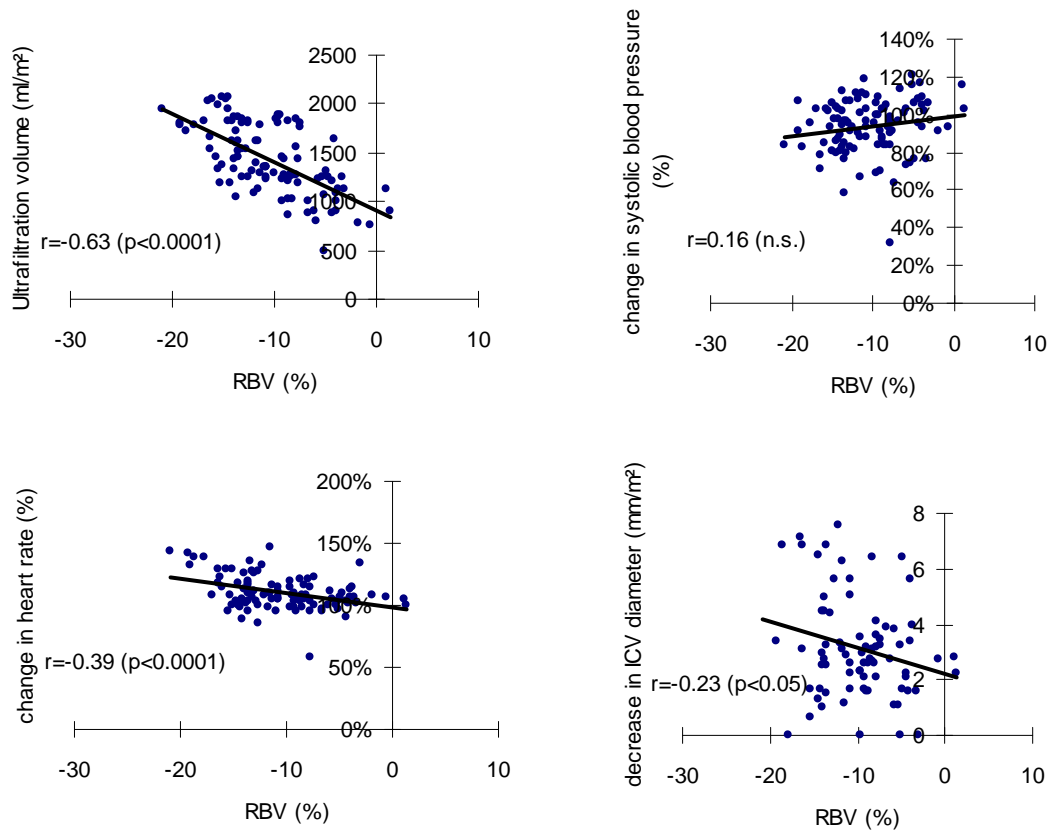 Ultrafiltration volume (ml/m²)
2500
2000
1500
1000
500
0
r=-0.63 (p<0.0001)
-30 -20 -10 0 10
RBV (%)
change in systolic blood pressure
(%)
140%
120%
100%
80%
60%
40%
20%
0%
r=0.16 (n.s.)
-30 -20 -10 0 10
RBV (%)
change in heart rate (%)
200%
150%
100%
50%
0%
r=-0.39 (p<0.0001)
-30 -20 -10 0 10
RBV (%)
decrease in ICV diameter (mm/m²)
8
6
4
2
0
r=-0.23 (p<0.05)
-30 -20 -10 0 10
RBV (%)